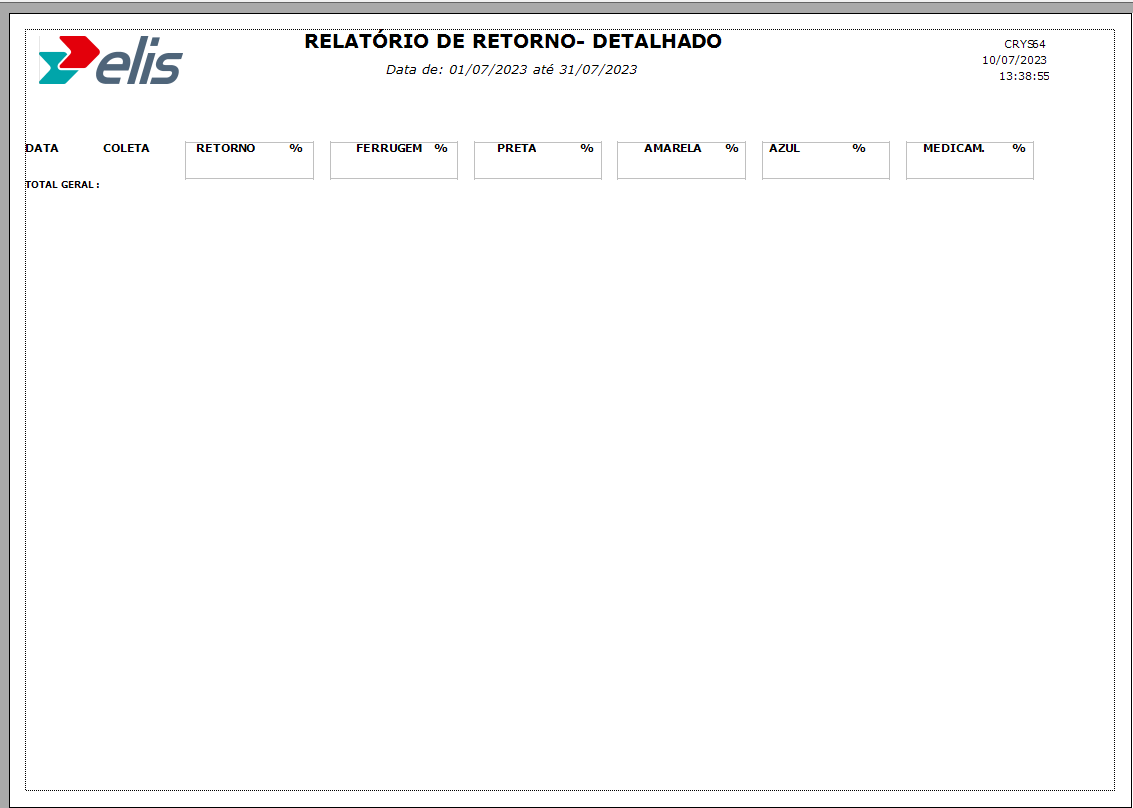 elis
RELATÓRIO DE RETORNO- DETALHADO
Data de: 01/07/2023 até 31/07/2023
CRYS64
10/07/2023
13:38:55
DATA COLETA RETORNO % FERRUGEM % PRETA % AMARELA % AZUL % MEDICAM. %
TOTAL GERAL :